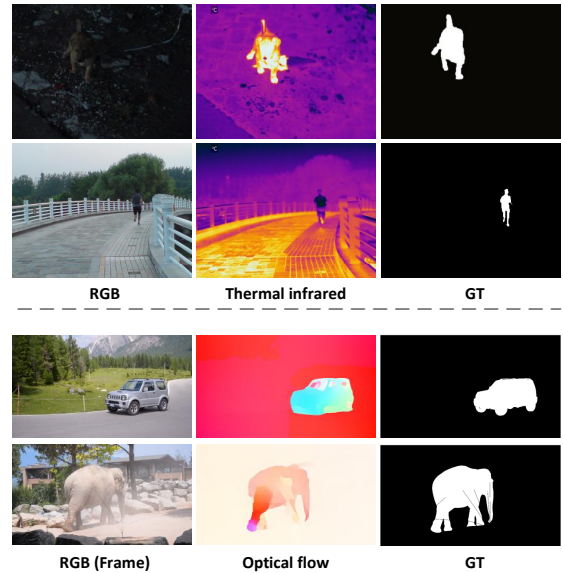 °C
°C
RGB Thermal infrared GT
RGB (Frame) Optical flow GT